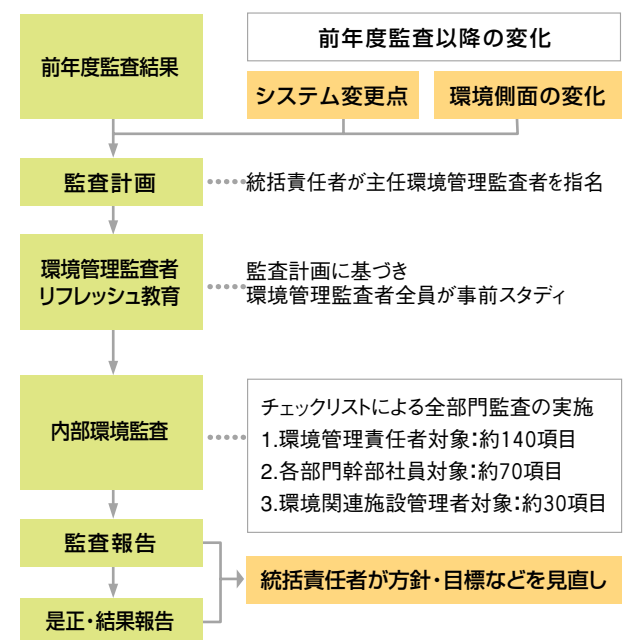 前年度監査結果
前年度監査以降の変化
システム変更点
環境側面の変化
監査計画
統括責任者が主任環境管理監査者を指名
環境管理監査者
リフレッシュ教育
監査計画に基づき
環境管理監査者全員が事前スタディ
内部環境監査
チェックリストによる全部門監査の実施
1.環境管理責任者対象：約140項目
2.各部門幹部社員対象：約70項目
3.環境関連施設管理者対象：約30項目
監査報告
統括責任者が方針・目標などを見直し
是正・結果報告